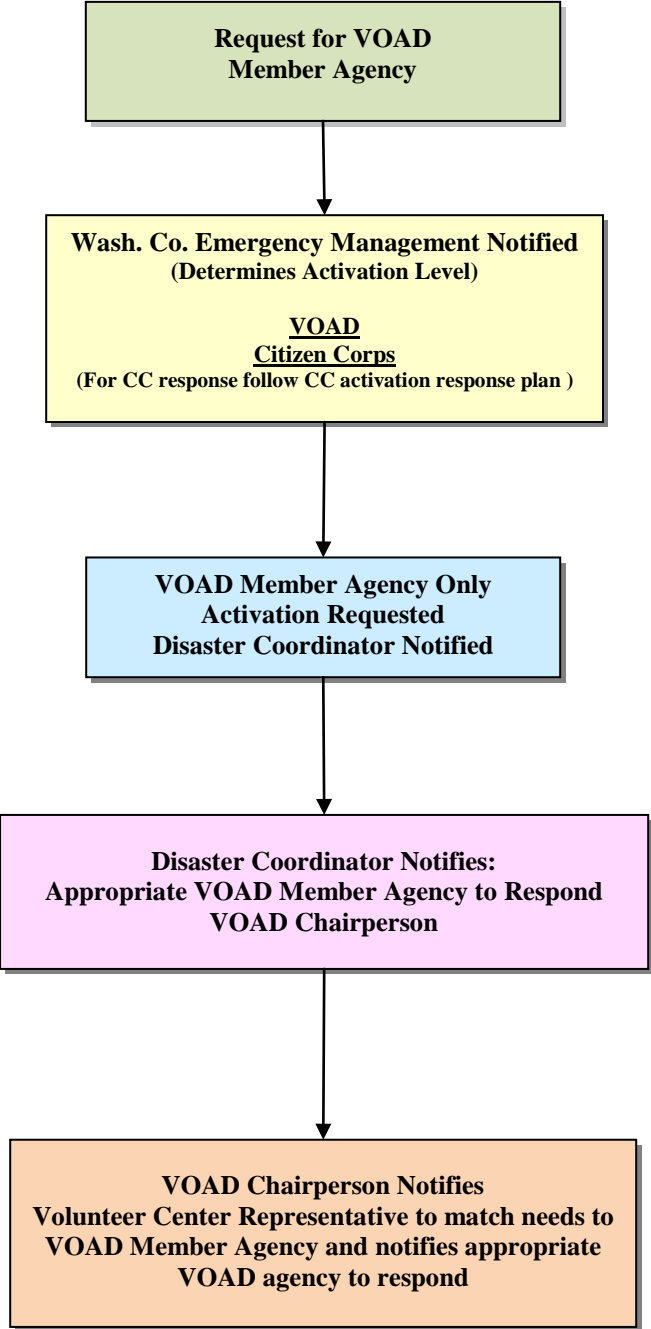 Request for VOAD
Member Agency
Wash. Co. Emergency Management Notified
(Determines Activation Level)
VOAD
Citizen Corps
(For CC response follow CC activation response plan )
VOAD Member Agency Only
Activation Requested
Disaster Coordinator Notified
Disaster Coordinator Notifies:
Appropriate VOAD Member Agency to Respond
VOAD Chairperson
VOAD Chairperson Notifies
Volunteer Center Representative to match needs to
VOAD Member Agency and notifies appropriate
VOAD agency to respond